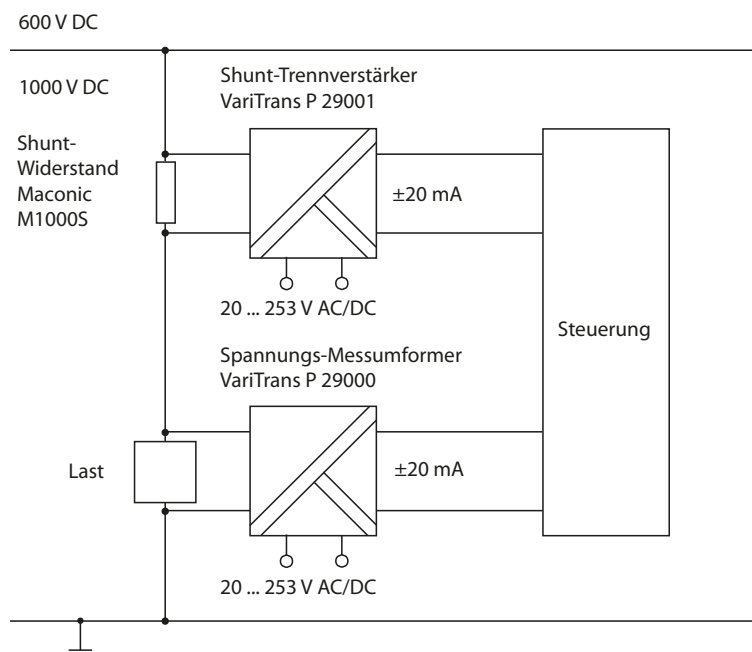 600 V DC
1000 V DC
Shunt-Trennverstärker
VariTrans P 29001
Shunt-
Widerstand
Maconic
M1000S
±20 mA
20 ... 253 V AC/DC
Steuerung
Spannungs-Messumformer
VariTrans P 29000
Last
±20 mA
20 ... 253 V AC/DC